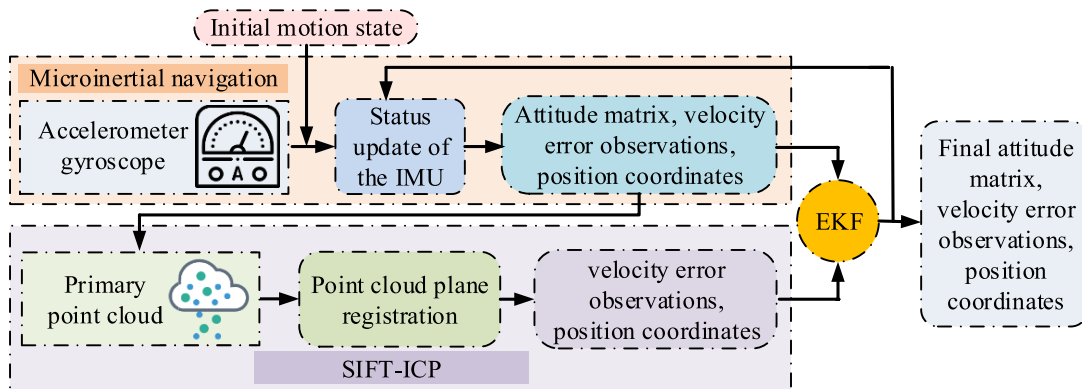 Initial motion state
Microinertial navigation
Accelerometer
gyroscope
A
Status
update of
the IMU
Attitude matrix, velocity
error observations,
position coordinates
EKF
Final attitude
matrix,
velocity error
observations,
position
coordinates
Primary
point cloud
Point cloud plane
registration
velocity error
observations,
position coordinates
SIFT-ICP